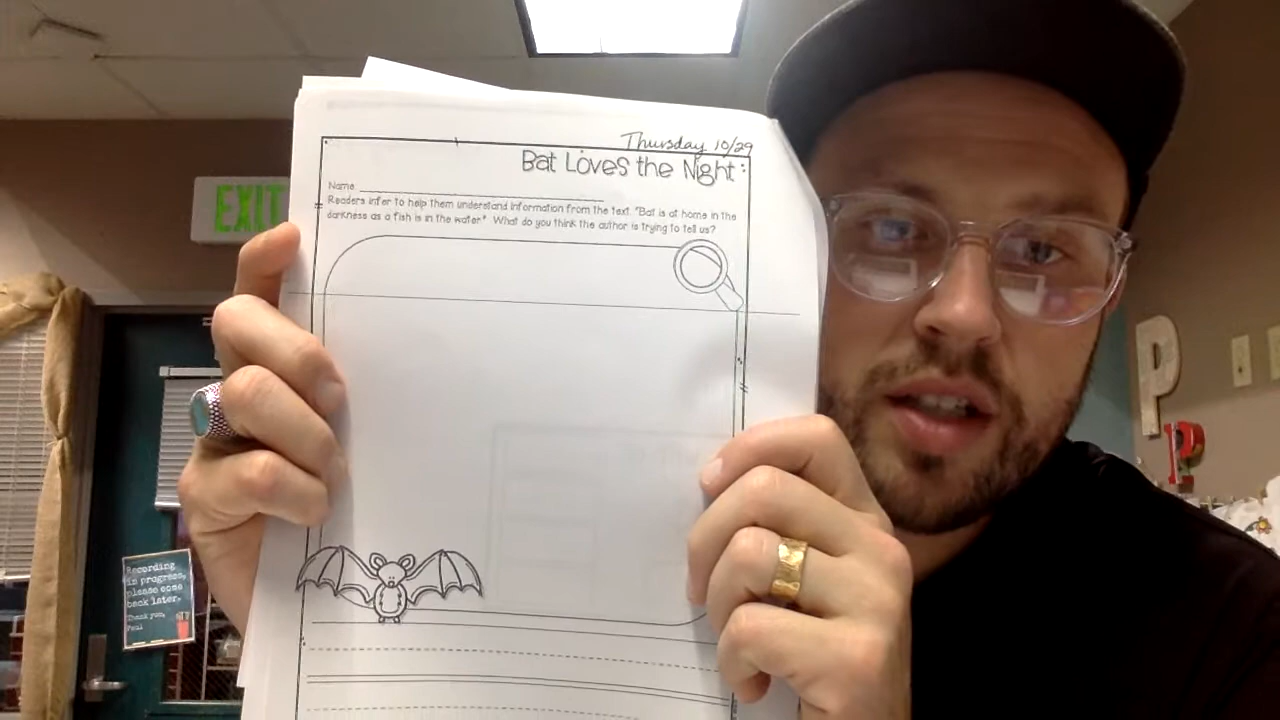 Thursday 10/29
Bat Loves the Night
Name
Readers infer to help them understand information from the text. "Bat is at home in the
darkness as a fish is in the water." What do you think the author is trying to tell us?
EXIT
P
P
Recording
in progress,
please come
back later.
Thank you,
Paul